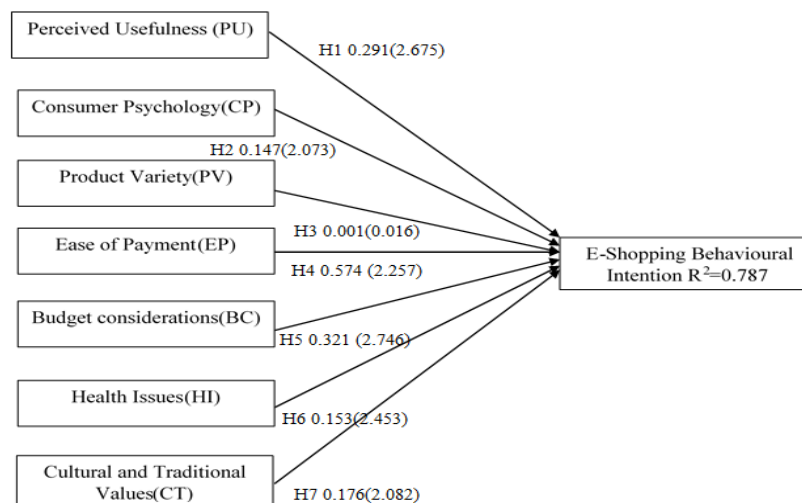 Perceived Usefulness (PU)
H1 0.291(2.675)
Consumer Psychology(CP)
H2 0.147(2.073)
Product Variety(PV)
H3 0.001(0.016)
Ease of Payment(EP)
H4 0.574 (2.257)
E-Shopping Behavioural
Intention R²=0.787
Budget considerations(BC)
H5 0.321 (2.746)
Health Issues(HI)
H6 0.153(2.453)
Cultural and Traditional
Values(CT)
H7 0.176(2.082)